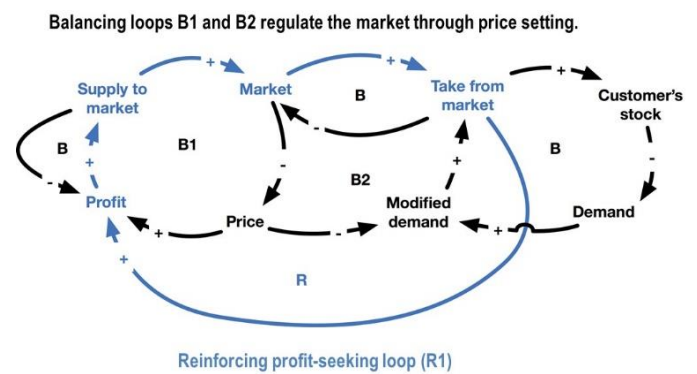 Balancing loops B1 and B2 regulate the market through price setting.
+
+
+
Supply to
market
Market
B
Take from
market
Customer's
stock
-
B
+
B1
-
B2
+
B
-
-
Profit
Price
Modified
demand
Demand
+
-
+
+
R
Reinforcing profit-seeking loop (R1)